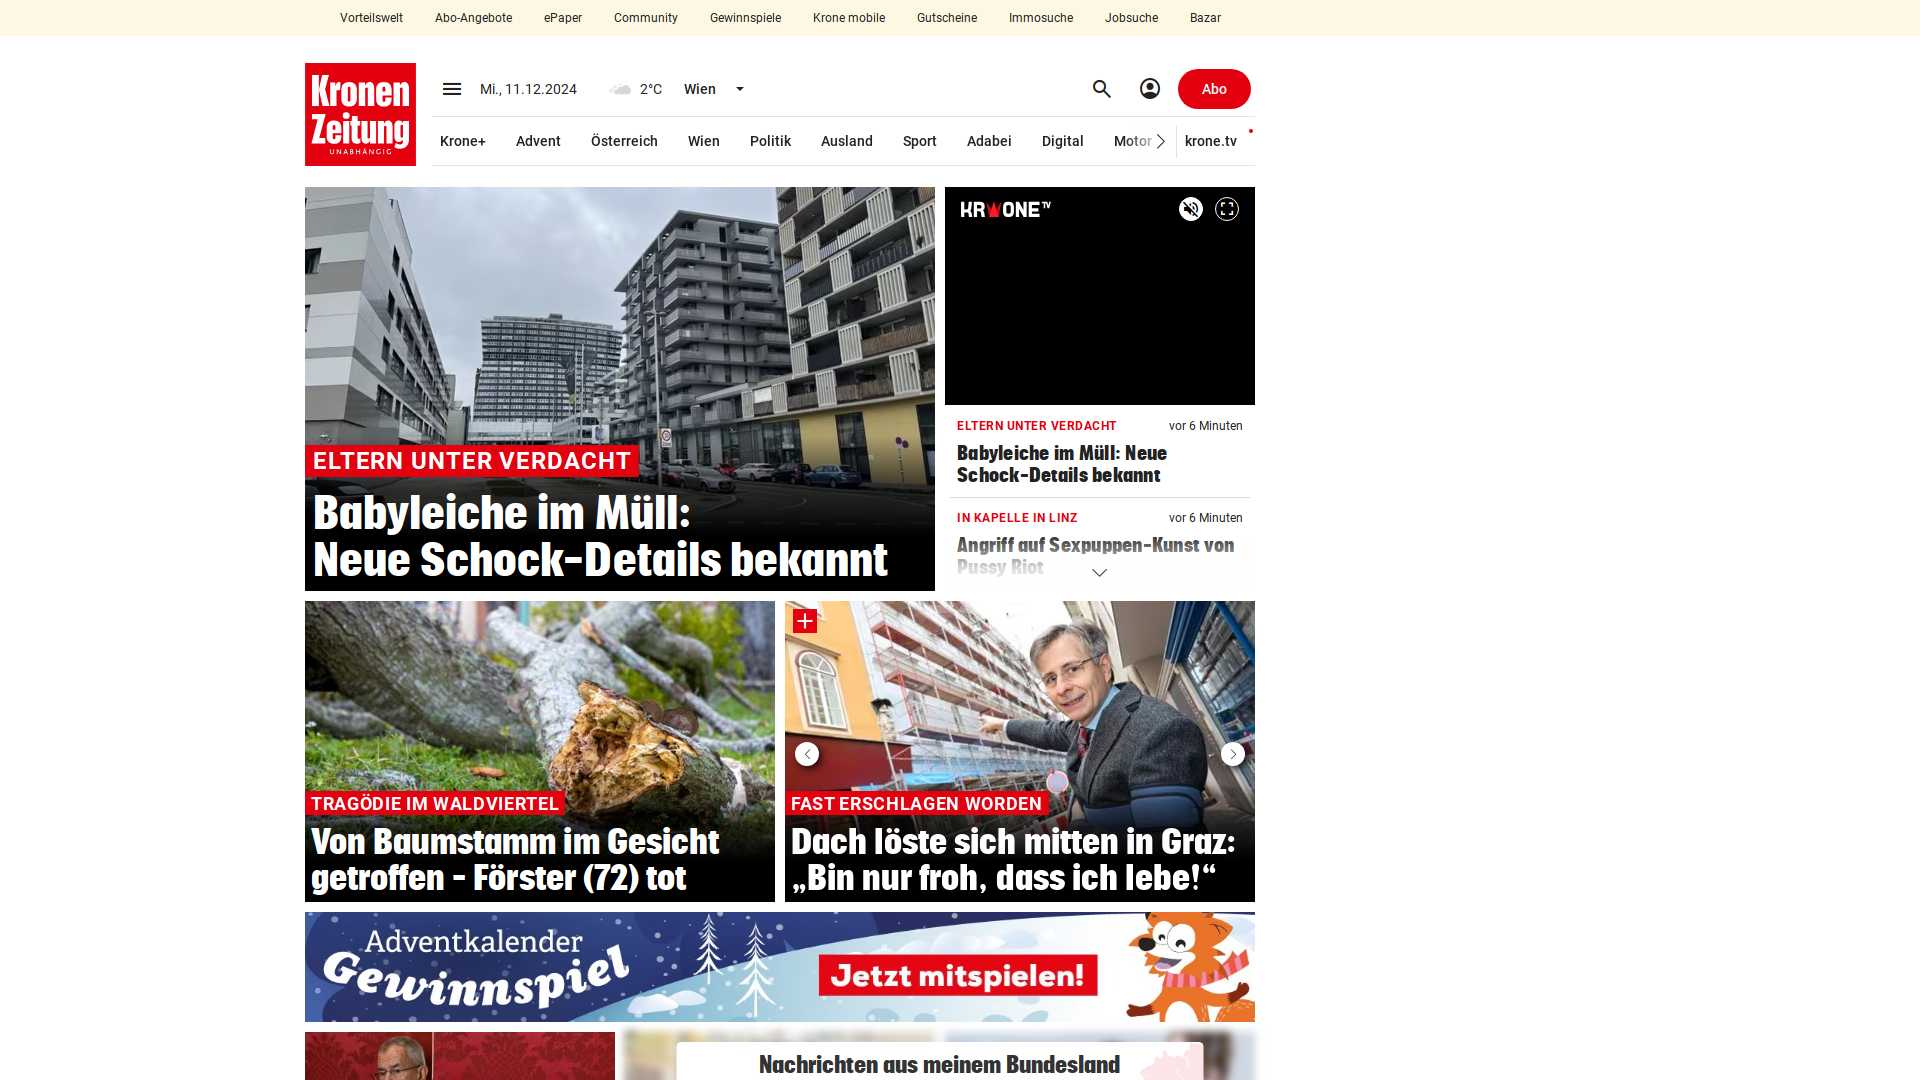 Vorteilswelt Abo-Angebote ePaper Community Gewinnspiele Krone mobile Gutscheine Immosuche Jobsuche Bazar
Kronen
Zeitung
UNABHÄNGIG
Mi., 11.12.2024 2°C Wien Abo
Krone+ Advent Österreich Wien Politik Ausland Sport Adabei Digital Motor krone.tv
KRONE TV
ELTERN UNTER VERDACHT
Babyleiche im Müll:
Neue Schock-Details bekannt
ELTERN UNTER VERDACHT vor 6 Minuten
Babyleiche im Müll: Neue
Schock-Details bekannt
IN KAPELLE IN LINZ vor 6 Minuten
Angriff auf Sexpuppen-Kunst von
Pussy Riot
TRAGÖDIE IM WALDVIERTEL
Von Baumstamm im Gesicht
getroffen - Förster (72) tot
FAST ERSCHLAGEN WORDEN
Dach löste sich mitten in Graz:
„Bin nur froh, dass ich lebe!“
Adventkalender
Gewinnspiel
Jetzt mitspielen!
Nachrichten aus meinem Bundesland